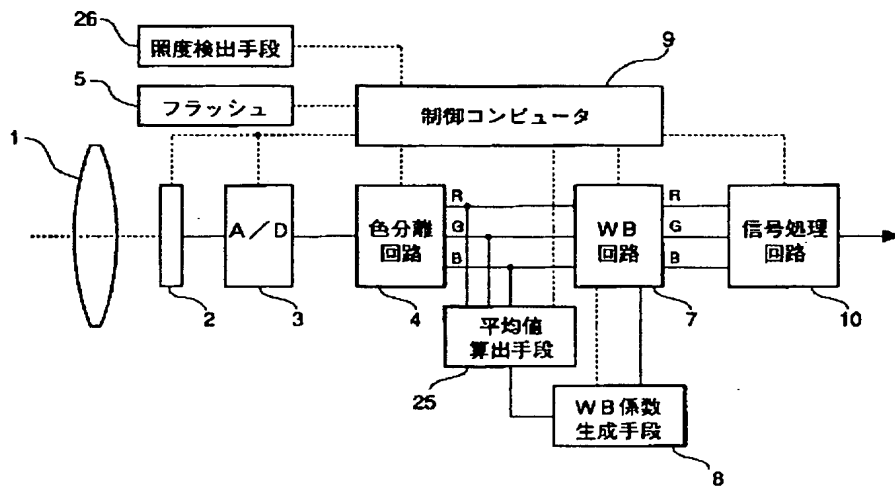 26
照度検出手段
9
5
フラッシュ
制御コンピュータ
1
A/D
色分離
回路
R
G
B
WB
回路
R
G
B
信号処理
回路
2
3
4
平均値
算出手段
7
10
25
WB係数
生成手段
8